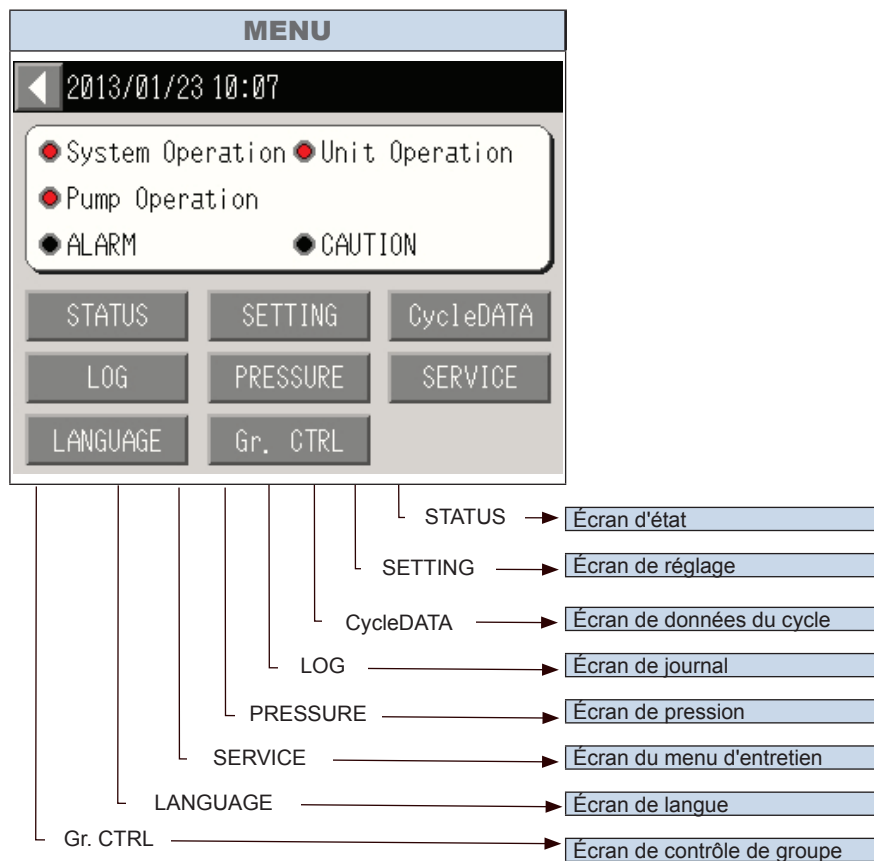 MENU
2013/01/23 10:07
System Operation Unit Operation
Pump Operation
ALARM CAUTION
STATUS SETTING CycleDATA
LOG PRESSURE SERVICE
LANGUAGE Gr. CTRL
STATUS Écran d'état
SETTING Écran de réglage
CycleDATA Écran de données du cycle
LOG Écran de journal
PRESSURE Écran de pression
SERVICE Écran du menu d'entretien
LANGUAGE Écran de langue
Gr. CTRL Écran de contrôle de groupe